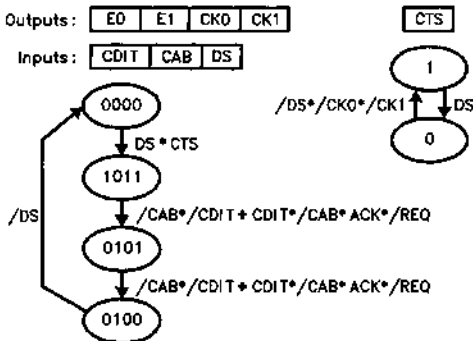 Outputs: E0 E1 CK0 CK1
CTS
Inputs: CDIT CAB DS
0000
DS*CTS
1011
/CAB*/CDIT+CDIT*/CAB*ACK*/REQ
0101
/CAB*/CDIT+CDIT*/CAB*ACK*/REQ
0100
/DS
1
/DS*/CK0*/CK1
DS
0